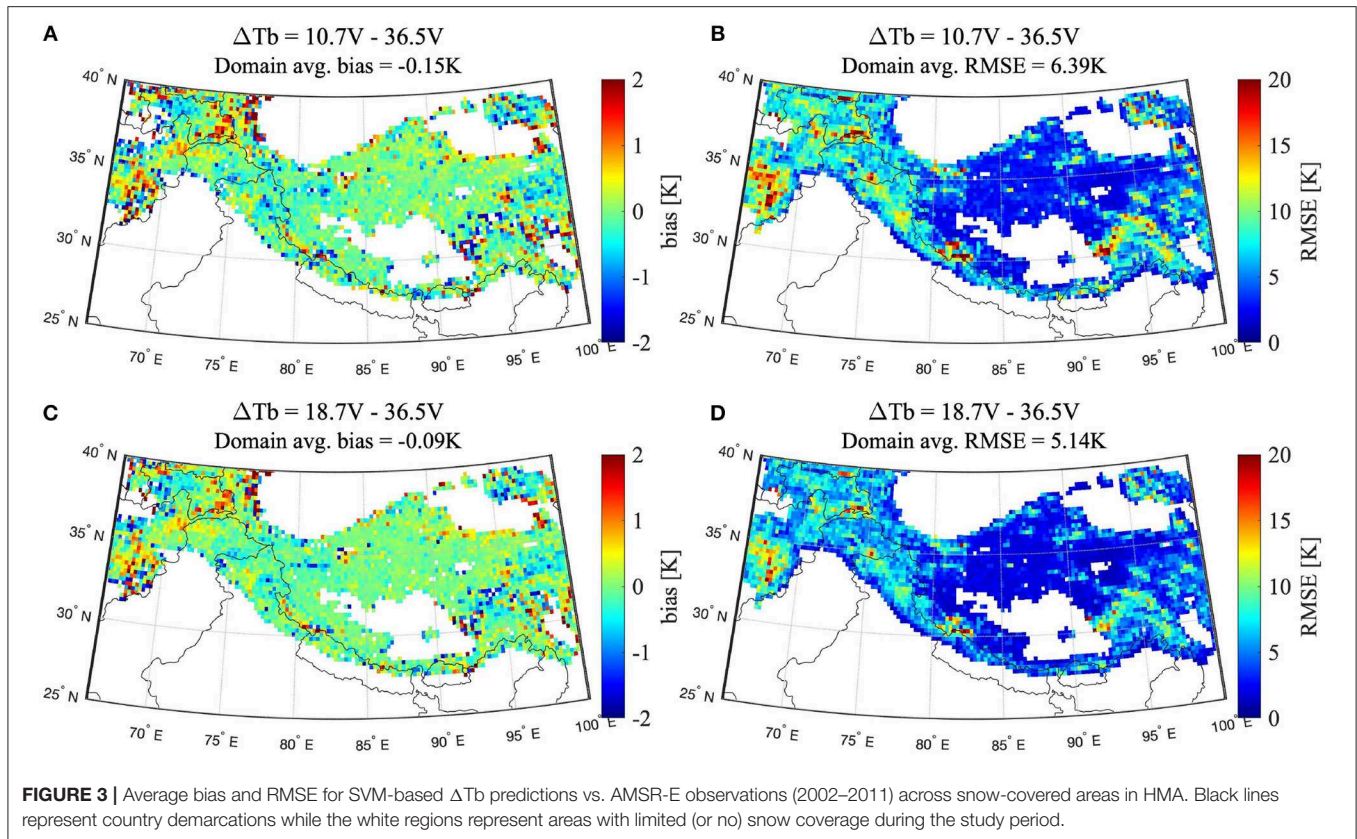 A
ΔTb = 10.7V - 36.5V
Domain avg. bias = -0.15K
40° N
35° N
30° N
25° N
70° E
75° E
80° E
85° E
90° E
95° E
100° E
2
1
0
-1
-2
bias [K]
B
ΔTb = 10.7V - 36.5V
Domain avg. RMSE = 6.39K
40° N
35° N
30° N
25° N
70° E
75° E
80° E
85° E
90° E
95° E
100° E
20
15
10
5
0
RMSE [K]
C
ΔTb = 18.7V - 36.5V
Domain avg. bias = -0.09K
40° N
35° N
30° N
25° N
70° E
75° E
80° E
85° E
90° E
95° E
100° E
2
1
0
-1
-2
bias [K]
D
ΔTb = 18.7V - 36.5V
Domain avg. RMSE = 5.14K
40° N
35° N
30° N
25° N
70° E
75° E
80° E
85° E
90° E
95° E
100° E
20
15
10
5
0
RMSE [K]
FIGURE 3 | Average bias and RMSE for SVM-based ΔTb predictions vs. AMSR-E observations (2002–2011) across snow-covered areas in HMA. Black lines
represent country demarcations while the white regions represent areas with limited (or no) snow coverage during the study period.